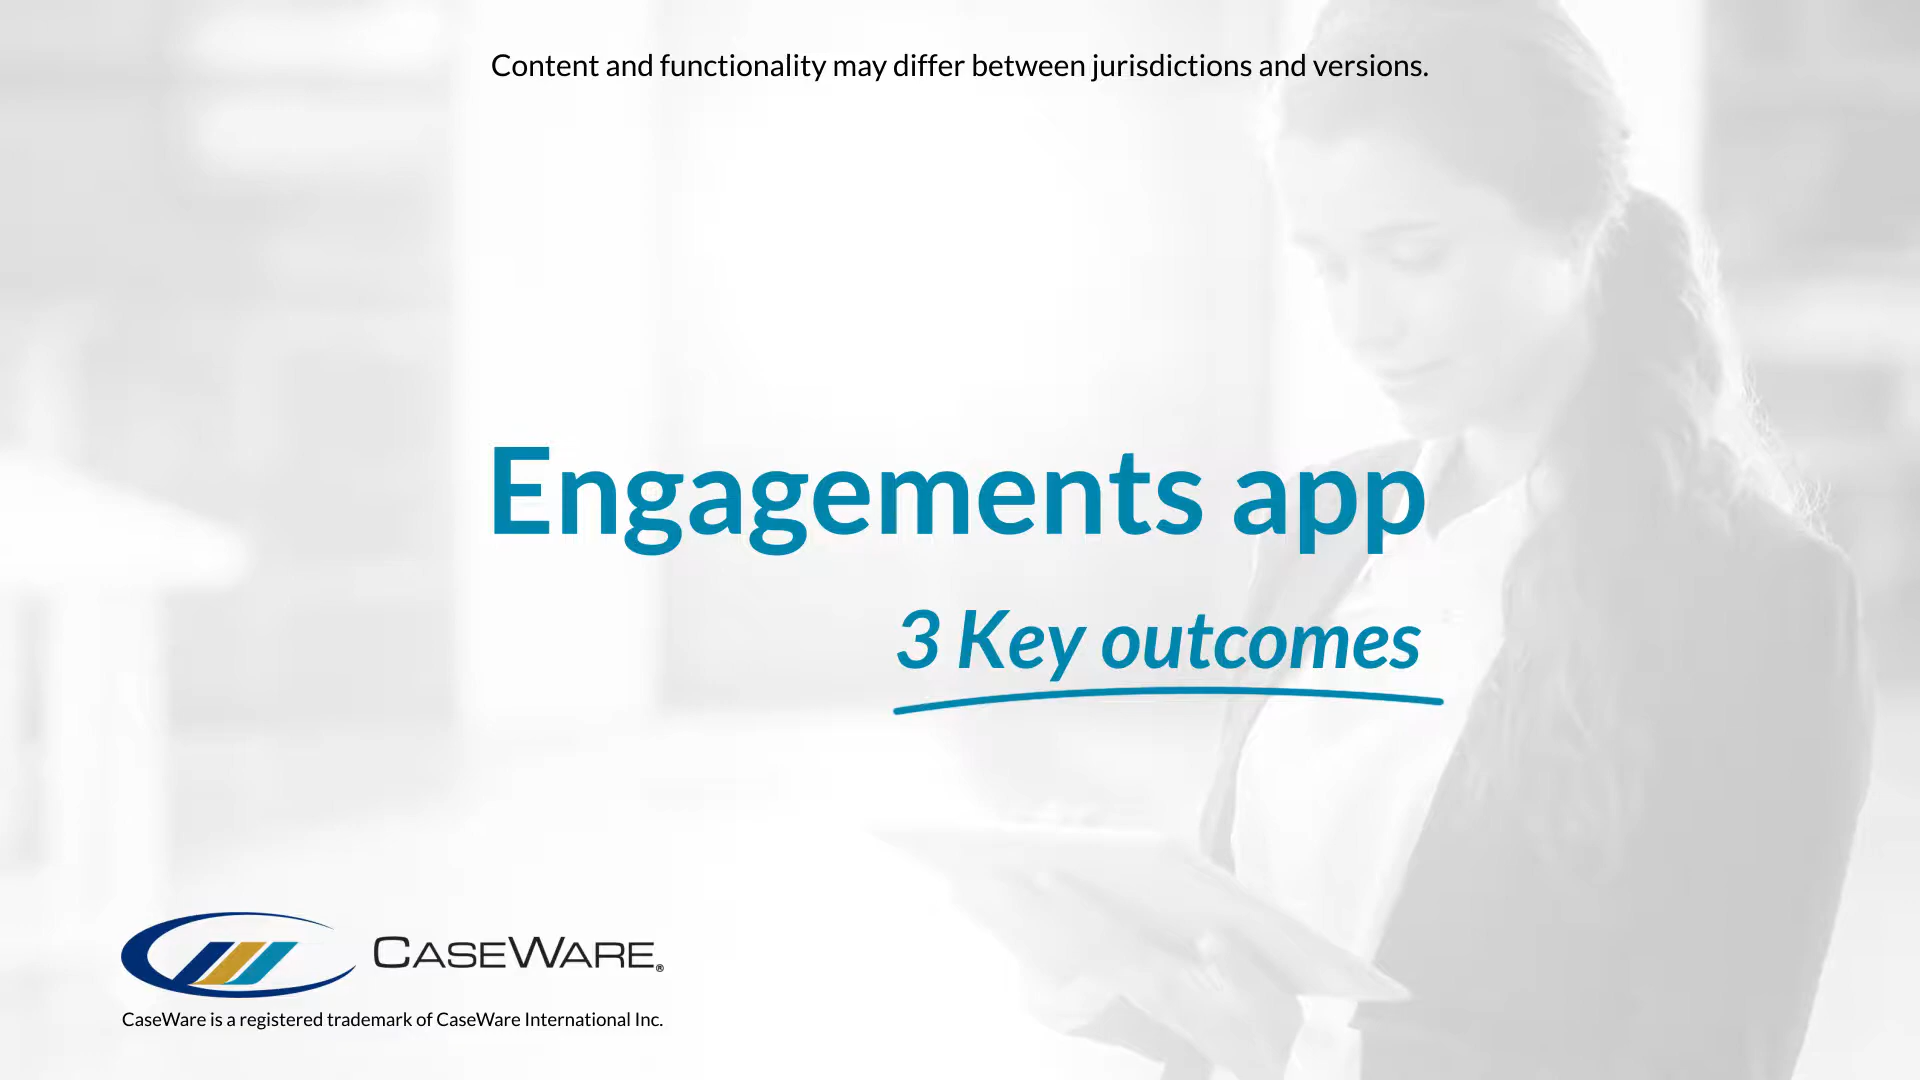 Content and functionality may differ between jurisdictions and versions.
Engagements app
3 Key outcomes
CASEWARE®
CaseWare is a registered trademark of CaseWare International Inc.